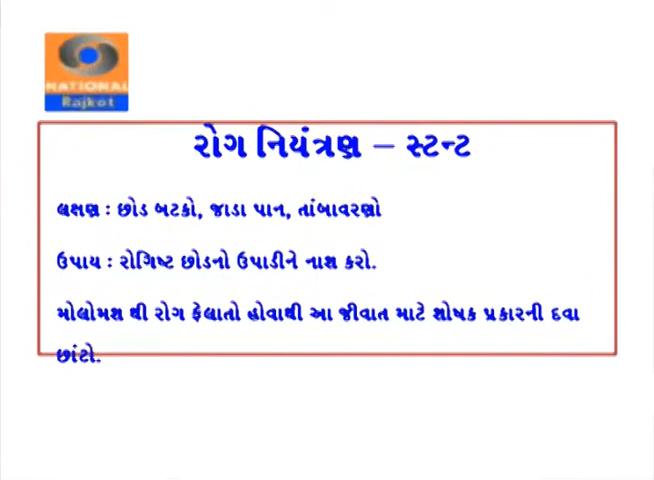 NATIONAL
Rajkot
રોગ નિયંત્રણ – સ્ટન્ટ
લક્ષણ : છોડ બટકો, જાડા પાન, તાંબાવરણો
ઉપાય : રોગિષ્ટ છોડનો ઉપાડીને નાશ કરો.
મોલોમશ થી રોગ ફેલાતો હોવાથી આ જીવાત માટે શોષક પ્રકારની દવા
છાંટો.